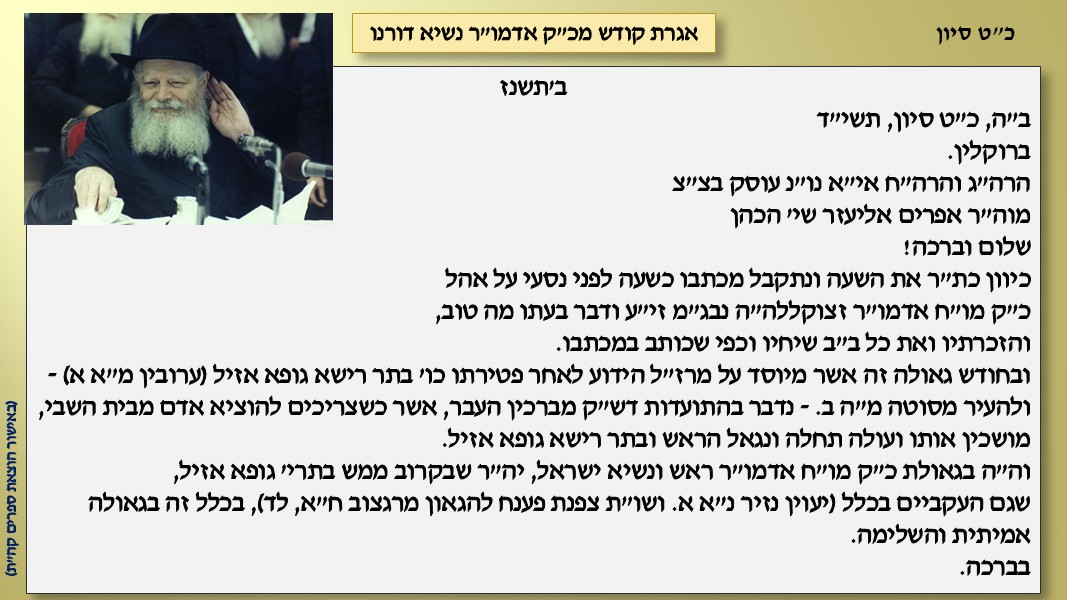 כ״ט סיון
אגרת קודש מכ״ק אדמו״ר נשיא דורנו
ב׳תשנז
ב״ה, כ״ט סיון, תשי״ד
ברוקלין.
הרה״ג והרה״ח אי״א נו״נ עוסק בצ״צ
מוה״ר אפרים אליעזר שי׳ הכהן
שלום וברכה!
כיוון כת״ר את השעה ונתקבל מכתבו כשעה לפני נסעי על אהל
כ״ק מו״ח אדמו״ר זצוקללה״ה נבג״מ זי״ע ודבר בעתו מה טוב,
והזכרתיו ואת כל ב״ב שיחיו וכפי שכותב במכתבו.
ובחודש גאולה זה אשר מיוסד על מרז״ל הידוע לאחר פטירתו כו׳ בתר רישא גופא אזיל (ערובין מ״א א) -
ולהעיר מסוטה מ״ה ב. - נדבר בהתועדות דש״ק מברכין העבר, אשר כשצריכים להוציא אדם מבית השבי,
מושכין אותו ועולה תחלה ונגאל הראש ובתר רישא גופא אזיל.
וה״ה בגאולת כ״ק מו״ח אדמו״ר ראש ונשיא ישראל, יה״ר שבקרוב ממש בתרי׳ גופא אזיל,
שגם העקביים בכלל (יעוין נזיר נ״א א. ושו״ת צפנת פענח להגאון מרגצוב ח״א, לד), בכלל זה בגאולה
אמיתית והשלימה.
בברכה.
(באישור הוצאת ספרים קה״ת)